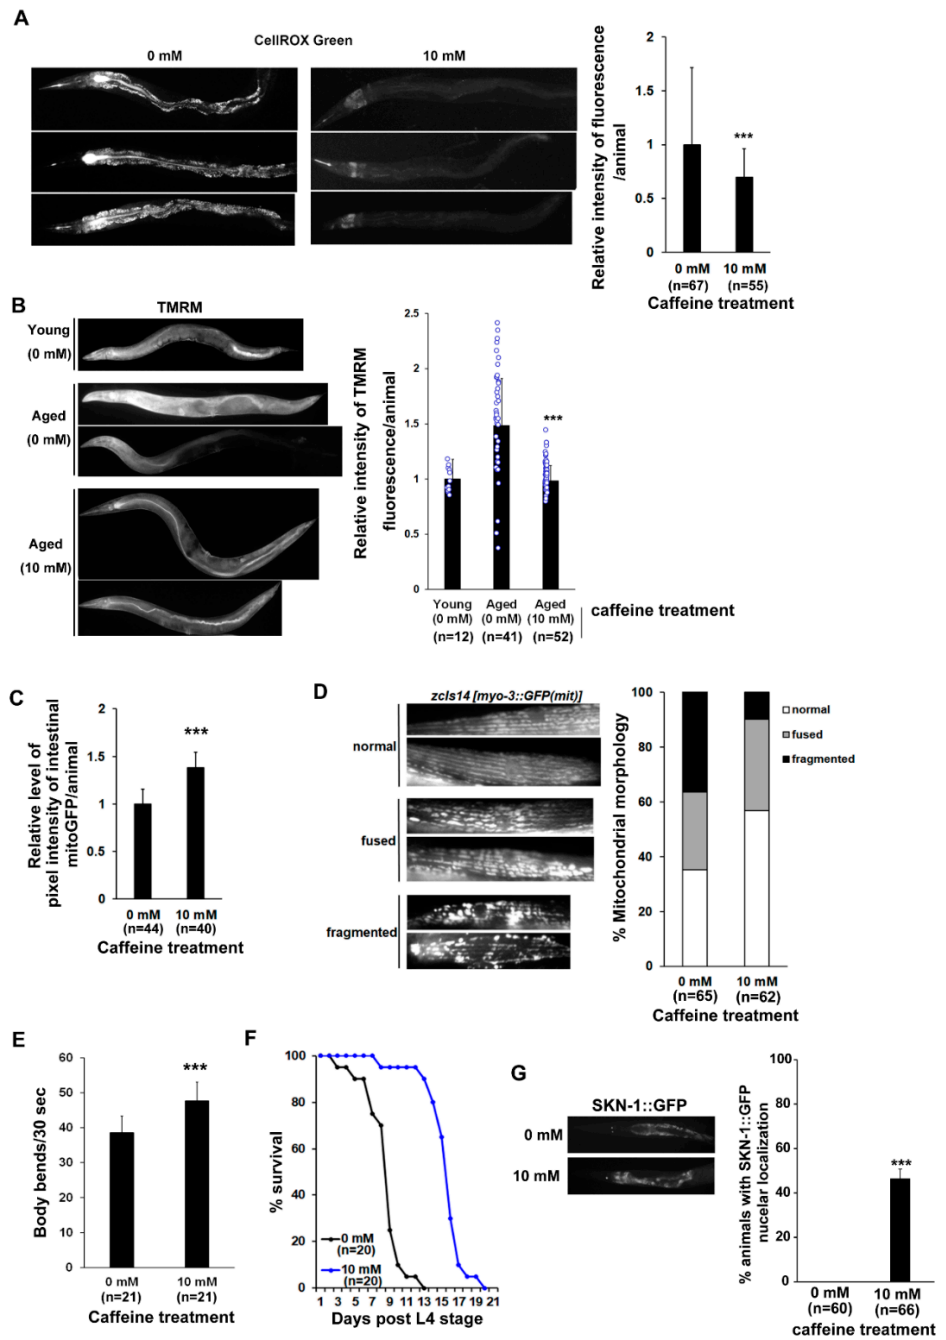 A
CellROX Green
0 mM
10 mM
Relative intensity of fluorescence
/animal
2
1.5
1
0.5
0
***
0 mM
10 mM
(n=67)
(n=55)
Caffeine treatment
B
TMRM
Young
(0 mM)
Aged
(0 mM)
Aged
(10 mM)
Relative intensity of TMRM
fluorescence/animal
2.5
2
1.5
1
0.5
0
***
Young
(0 mM)
(n=12)
Aged
(0 mM)
(n=41)
Aged
(10 mM)
(n=52)
caffeine treatment
C
Relative level of
pixel intensity of intestinal
mitoGFP/animal
2
1.5
1
0.5
0
***
0 mM
(n=44)
10 mM
(n=40)
Caffeine treatment
D
zcIs14 [myo-3::GFP(mit)]
normal
fused
fragmented
% Mitochondrial morphology
100
80
60
40
20
0
normal
fused
fragmented
0 mM
(n=65)
10 mM
(n=62)
Caffeine treatment
E
Body bends/30 sec
60
50
40
30
20
10
0
***
0 mM
(n=21)
10 mM
(n=21)
Caffeine treatment
F
% survival
100
80
60
40
20
0
0 mM
(n=20)
10 mM
(n=20)
1 3 5 7 9 11 13 15 17 19 21
Days post L4 stage
G
SKN-1::GFP
0 mM
10 mM
% animals with SKN-1::GFP
nucelar localization
100
80
60
40
20
0
***
0 mM
(n=60)
10 mM
(n=66)
caffeine treatment